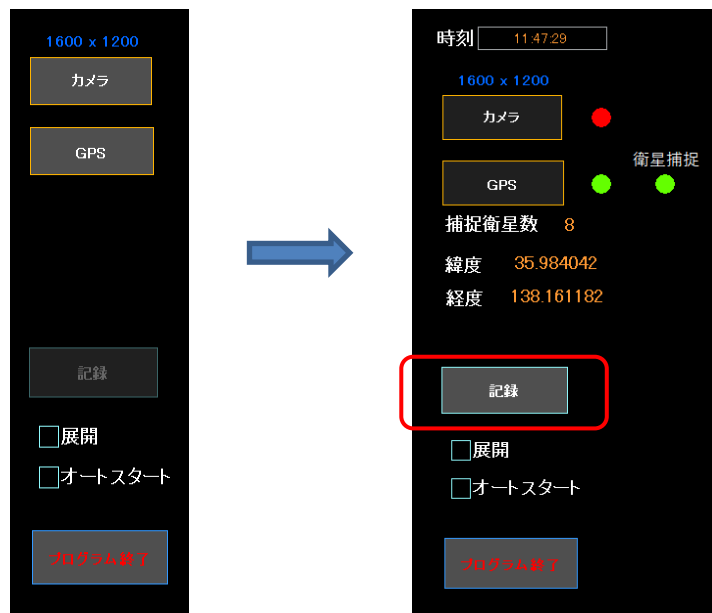 1600 x 1200
カメラ
GPS
記録
展開
オートスタート
プログラム終了
時刻 11:47:29
1600 x 1200
カメラ
衛星捕捉
GPS
捕捉衛星数 8
緯度 35.984042
経度 138.161182
記録
展開
オートスタート
プログラム終了